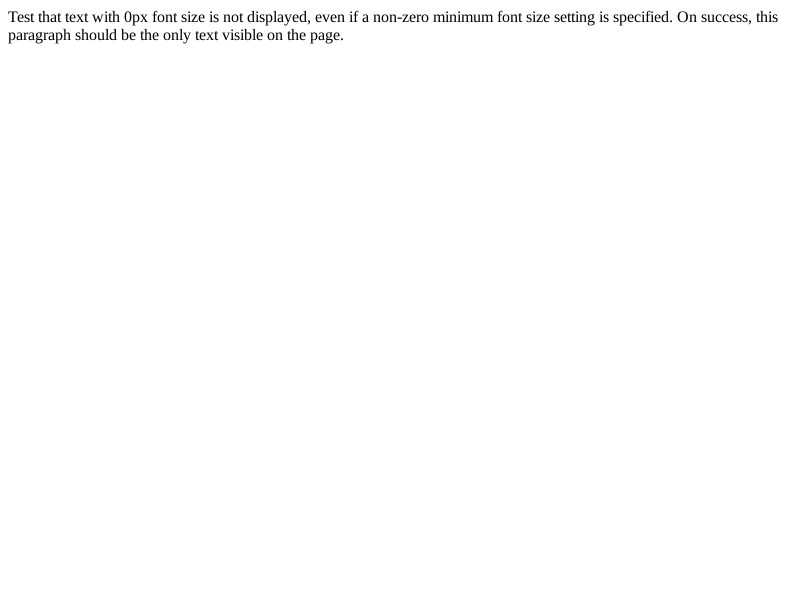 Test that text with 0px font size is not displayed, even if a non-zero minimum font size setting is specified. On success, this
paragraph should be the only text visible on the page.